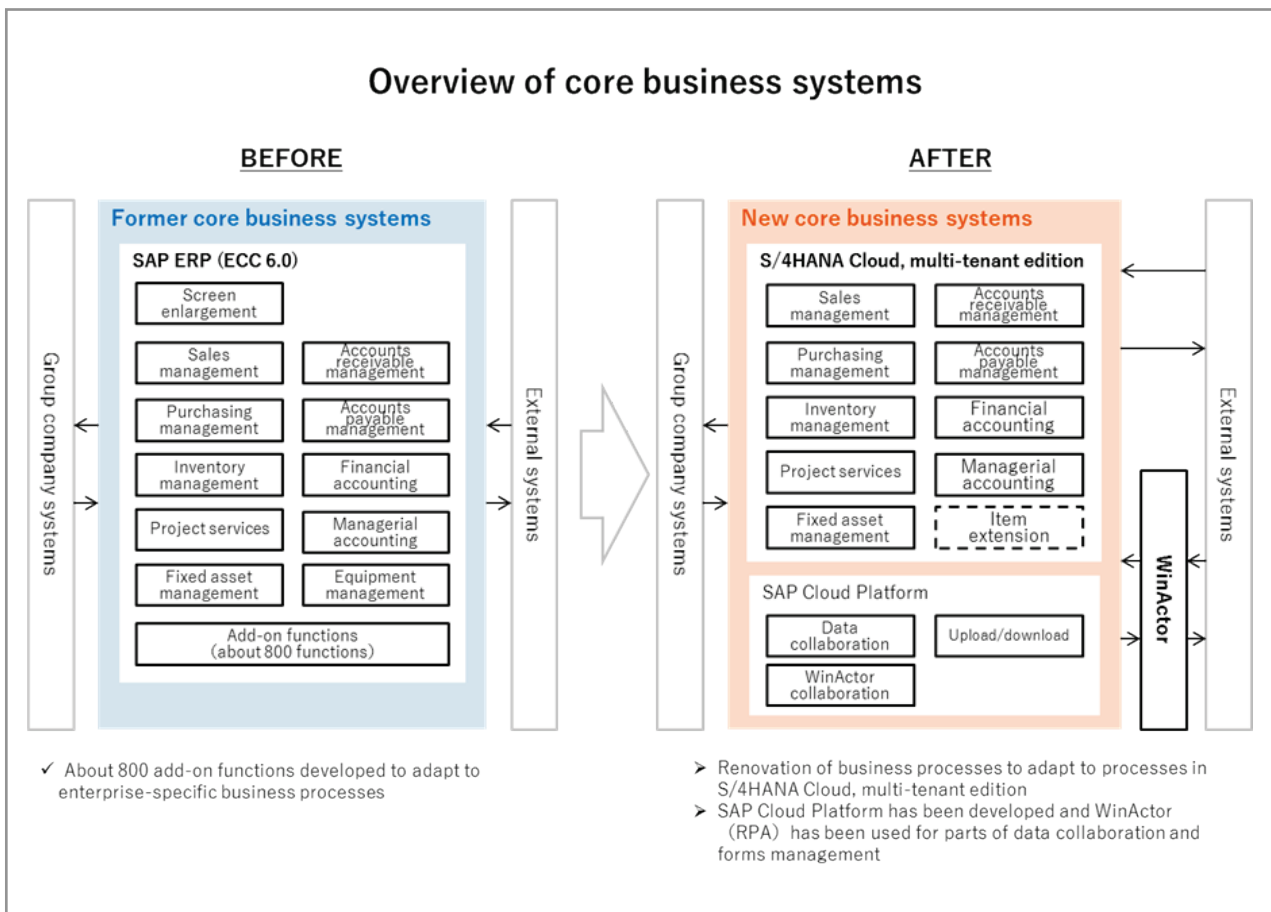 Overview of core business systems
BEFORE
Group company systems
Former core business systems
SAP ERP (ECC 6.0)
Screen
enlargement
Sales
management
Accounts
receivable
management
Purchasing
management
Accounts
payable
management
Inventory
management
Financial
accounting
Project services
Managerial
accounting
Fixed asset
management
Equipment
management
Add-on functions
(about 800 functions)
External systems
✓ About 800 add-on functions developed to adapt to
enterprise-specific business processes
AFTER
Group company systems
New core business systems
S/4HANA Cloud, multi-tenant edition
Sales
management
Accounts
receivable
management
Purchasing
management
Accounts
payable
management
Inventory
management
Financial
accounting
Project services
Managerial
accounting
Fixed asset
management
Item
extension
SAP Cloud Platform
Data
collaboration
Upload/download
WinActor
collaboration
WinActor
External systems
➤ Renovation of business processes to adapt to processes in
S/4HANA Cloud, multi-tenant edition
➤ SAP Cloud Platform has been developed and WinActor
（RPA）has been used for parts of data collaboration and
forms management